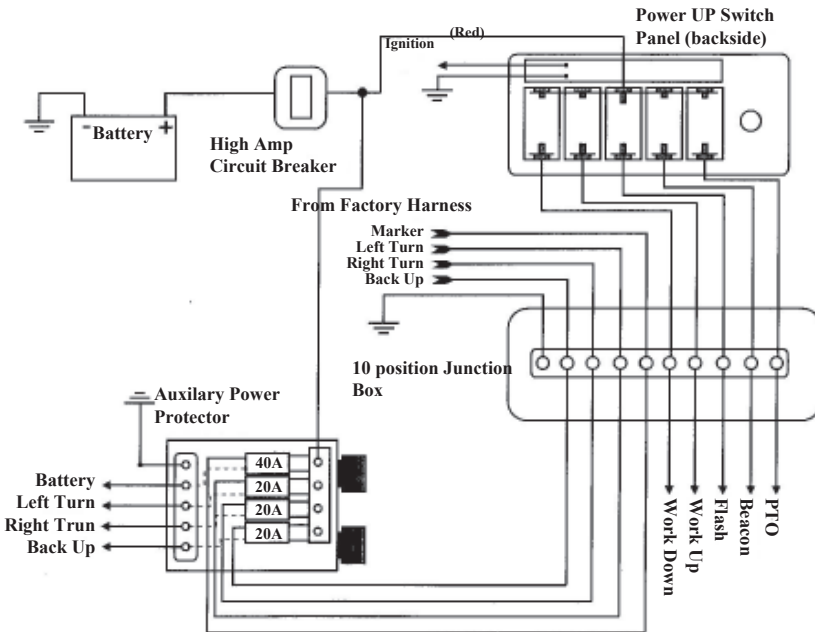 Power UP Switch
Panel (backside)
(Red)
Ignition
- Battery +
High Amp
Circuit Breaker
From Factory Harness
Marker
Left Turn
Right Turn
Back Up
10 position Junction
Box
Auxilary Power
Protector
40A
20A
20A
20A
Battery
Left Turn
Right Trun
Back Up
Work Down
Work Up
Flash
Beacon
PTO